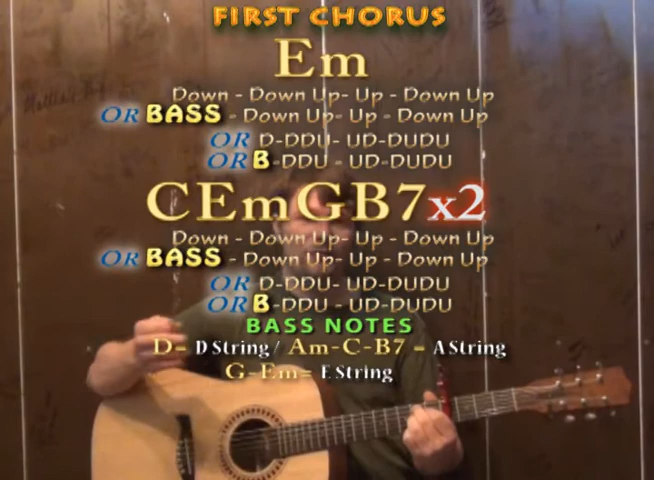 FIRST CHORUS
Em
Down - Down Up- Up - Down Up
OR BASS - Down Up- Up - Down Up
OR D-DDU- UD-DUDU
OR B-DDU - UD-DUDU
CEmGB7x2
Down - Down Up- Up - Down Up
OR BASS - Down Up- Up - Down Up
OR D-DDU- UD-DUDU
OR B-DDU - UD-DUDU
BASS NOTES
D= D String / Am-C-B7 = A String
G-Em= E String